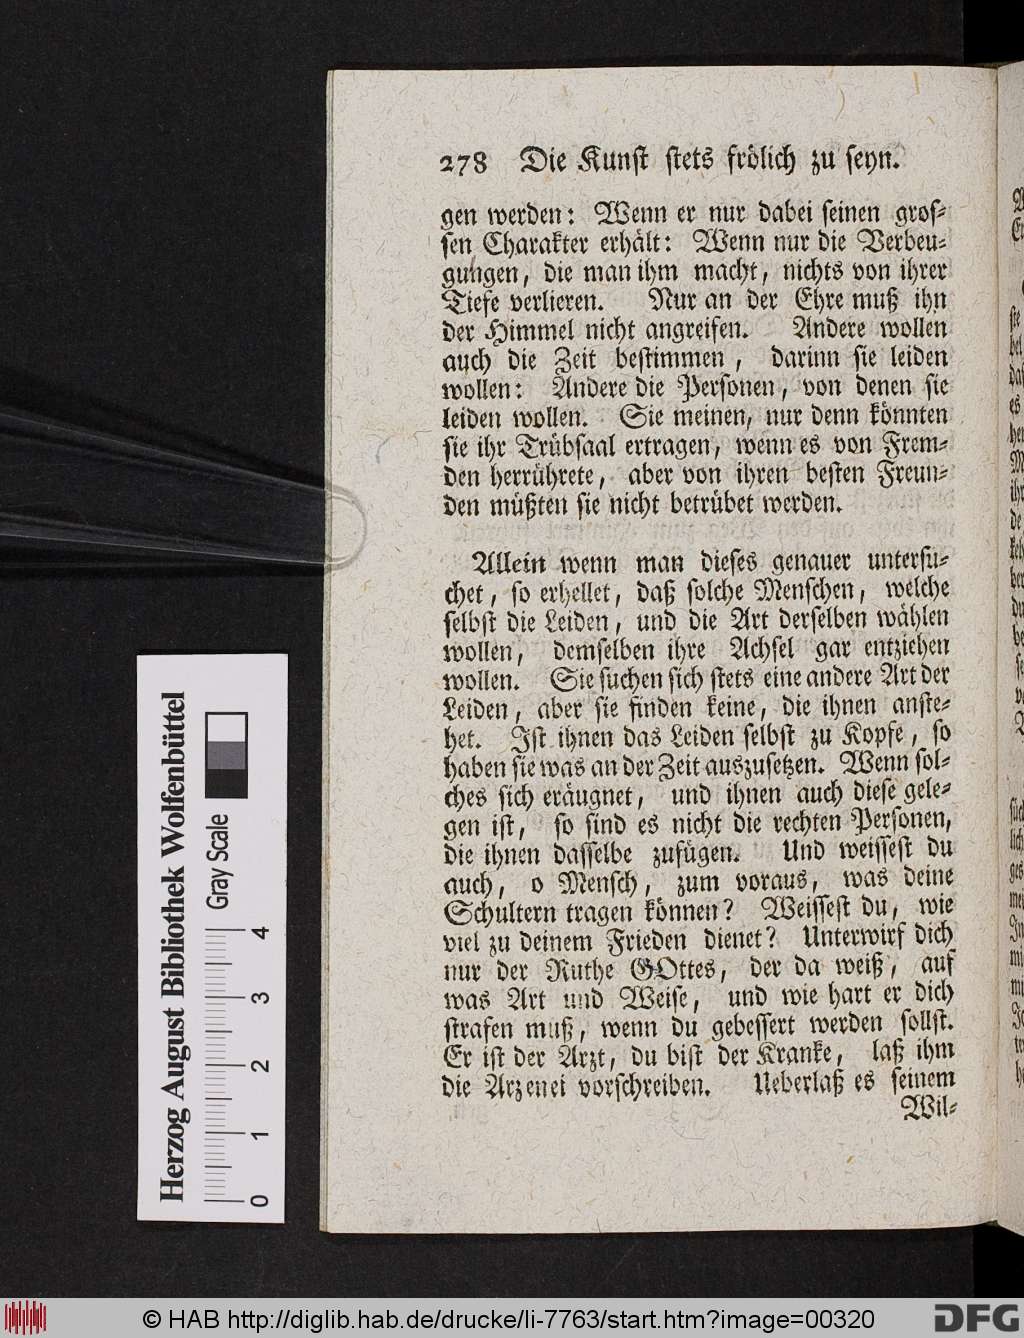 278 Die Kunst stets frölich zu seyn.
gen werden: Wenn er nur dabei seinen gros-
sen Charakter erhält: Wenn nur die Verbeu-
gungen, die man ihm macht, nichts von ihrer
Tiefe verlieren. Nur an der Ehre muß ihn
der Himmel nicht angreifen. Andere wollen
auch die Zeit bestimmen, darinn sie leiden
wollen: Andere die Personen, von denen sie
leiden wollen. Sie meinen, nur denn könnten
sie ihr Trübsaal ertragen, wenn es von Frem-
den herrührete, aber von ihren besten Freun-
den müßten sie nicht betrübet werden.
Allein wenn man dieses genauer untersu-
chet, so erhellet, daß solche Menschen, welche
selbst die Leiden, und die Art derselben wählen
wollen, demselben ihre Achsel gar entziehen
wollen. Sie suchen sich stets eine andere Art der
Leiden, aber sie finden keine, die ihnen anste-
het. Ist ihnen das Leiden selbst zu Kopfe, so
haben sie was an der Zeit auszusetzen. Wenn sol-
ches sich eräugnet, und ihnen auch diese gele-
gen ist, so sind es nicht die rechten Personen,
die ihnen dasselbe zufügen. Und weissest du
auch, o Mensch, zum voraus, was deine
Schultern tragen können? Weissest du, wie
viel zu deinem Frieden dienet? Unterwirf dich
nur der Ruthe GOttes, der da weiß, auf
was Art und Weise, und wie hart er dich
strafen muß, wenn du gebessert werden sollst.
Er ist der Arzt, du bist der Kranke, laß ihm
die Arzenei vorschreiben. Ueberlaß es seinem
Wil-
Herzog August Bibliothek Wolfenbüttel
Gray Scale
0 1 2 3 4
© HAB http://diglib.hab.de/drucke/li-7763/start.htm?image=00320
DFG